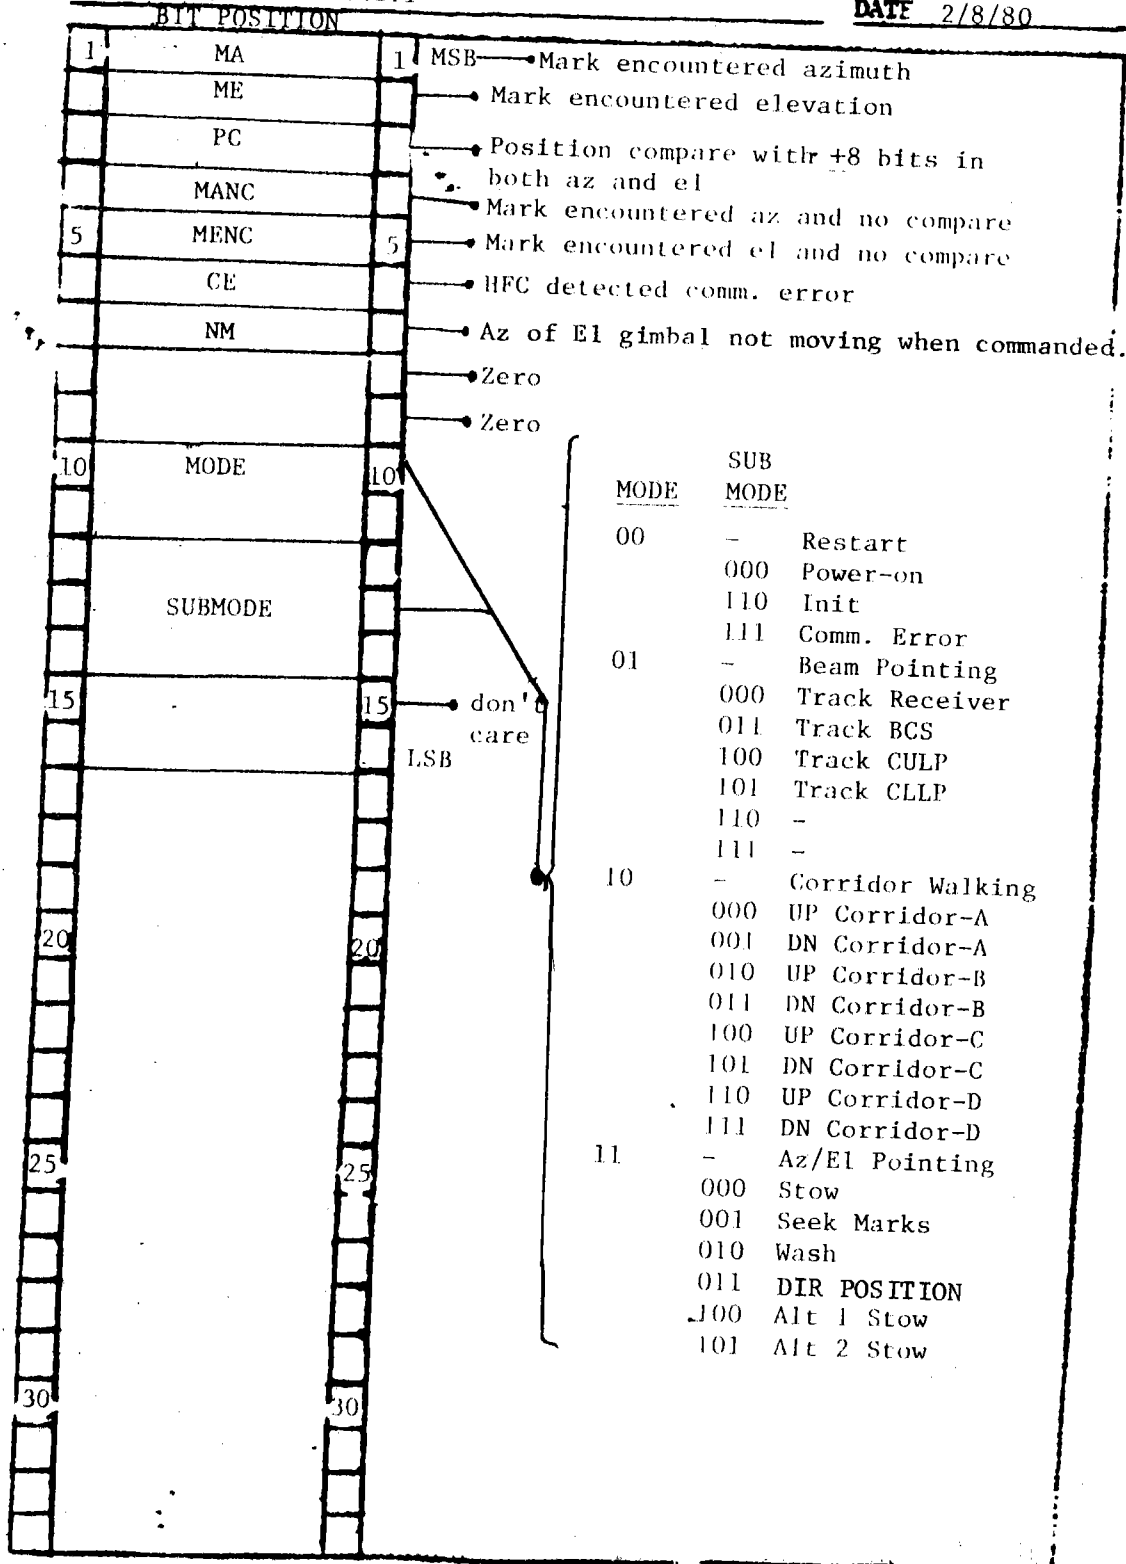 DATE 2/8/80
BIT POSITION
1 MA 1 MSB Mark encountered azimuth
ME Mark encountered elevation
PC Position compare with +8 bits in
both az and el
MANC Mark encountered az and no compare
5 MENC 5 Mark encountered el and no compare
CE HFC detected comm. error
NM Az of El gimbal not moving when commanded.
Zero
Zero
10 MODE 10
SUB
MODE MODE
00 - Restart
000 Power-on
110 Init
SUBMODE
111 Comm. Error
01 - Beam Pointing
15 15 don't
care
LSB
000 Track Receiver
011 Track BCS
100 Track CULP
101 Track CLLP
110 -
111 -
10 - Corridor Walking
000 UP Corridor-A
20 20
001 DN Corridor-A
010 UP Corridor-B
011 DN Corridor-B
100 UP Corridor-C
101 DN Corridor-C
110 UP Corridor-D
111 DN Corridor-D
25 25
11 - Az/El Pointing
000 Stow
001 Seek Marks
010 Wash
011 DIR POSITION
100 Alt 1 Stow
101 Alt 2 Stow
30 30